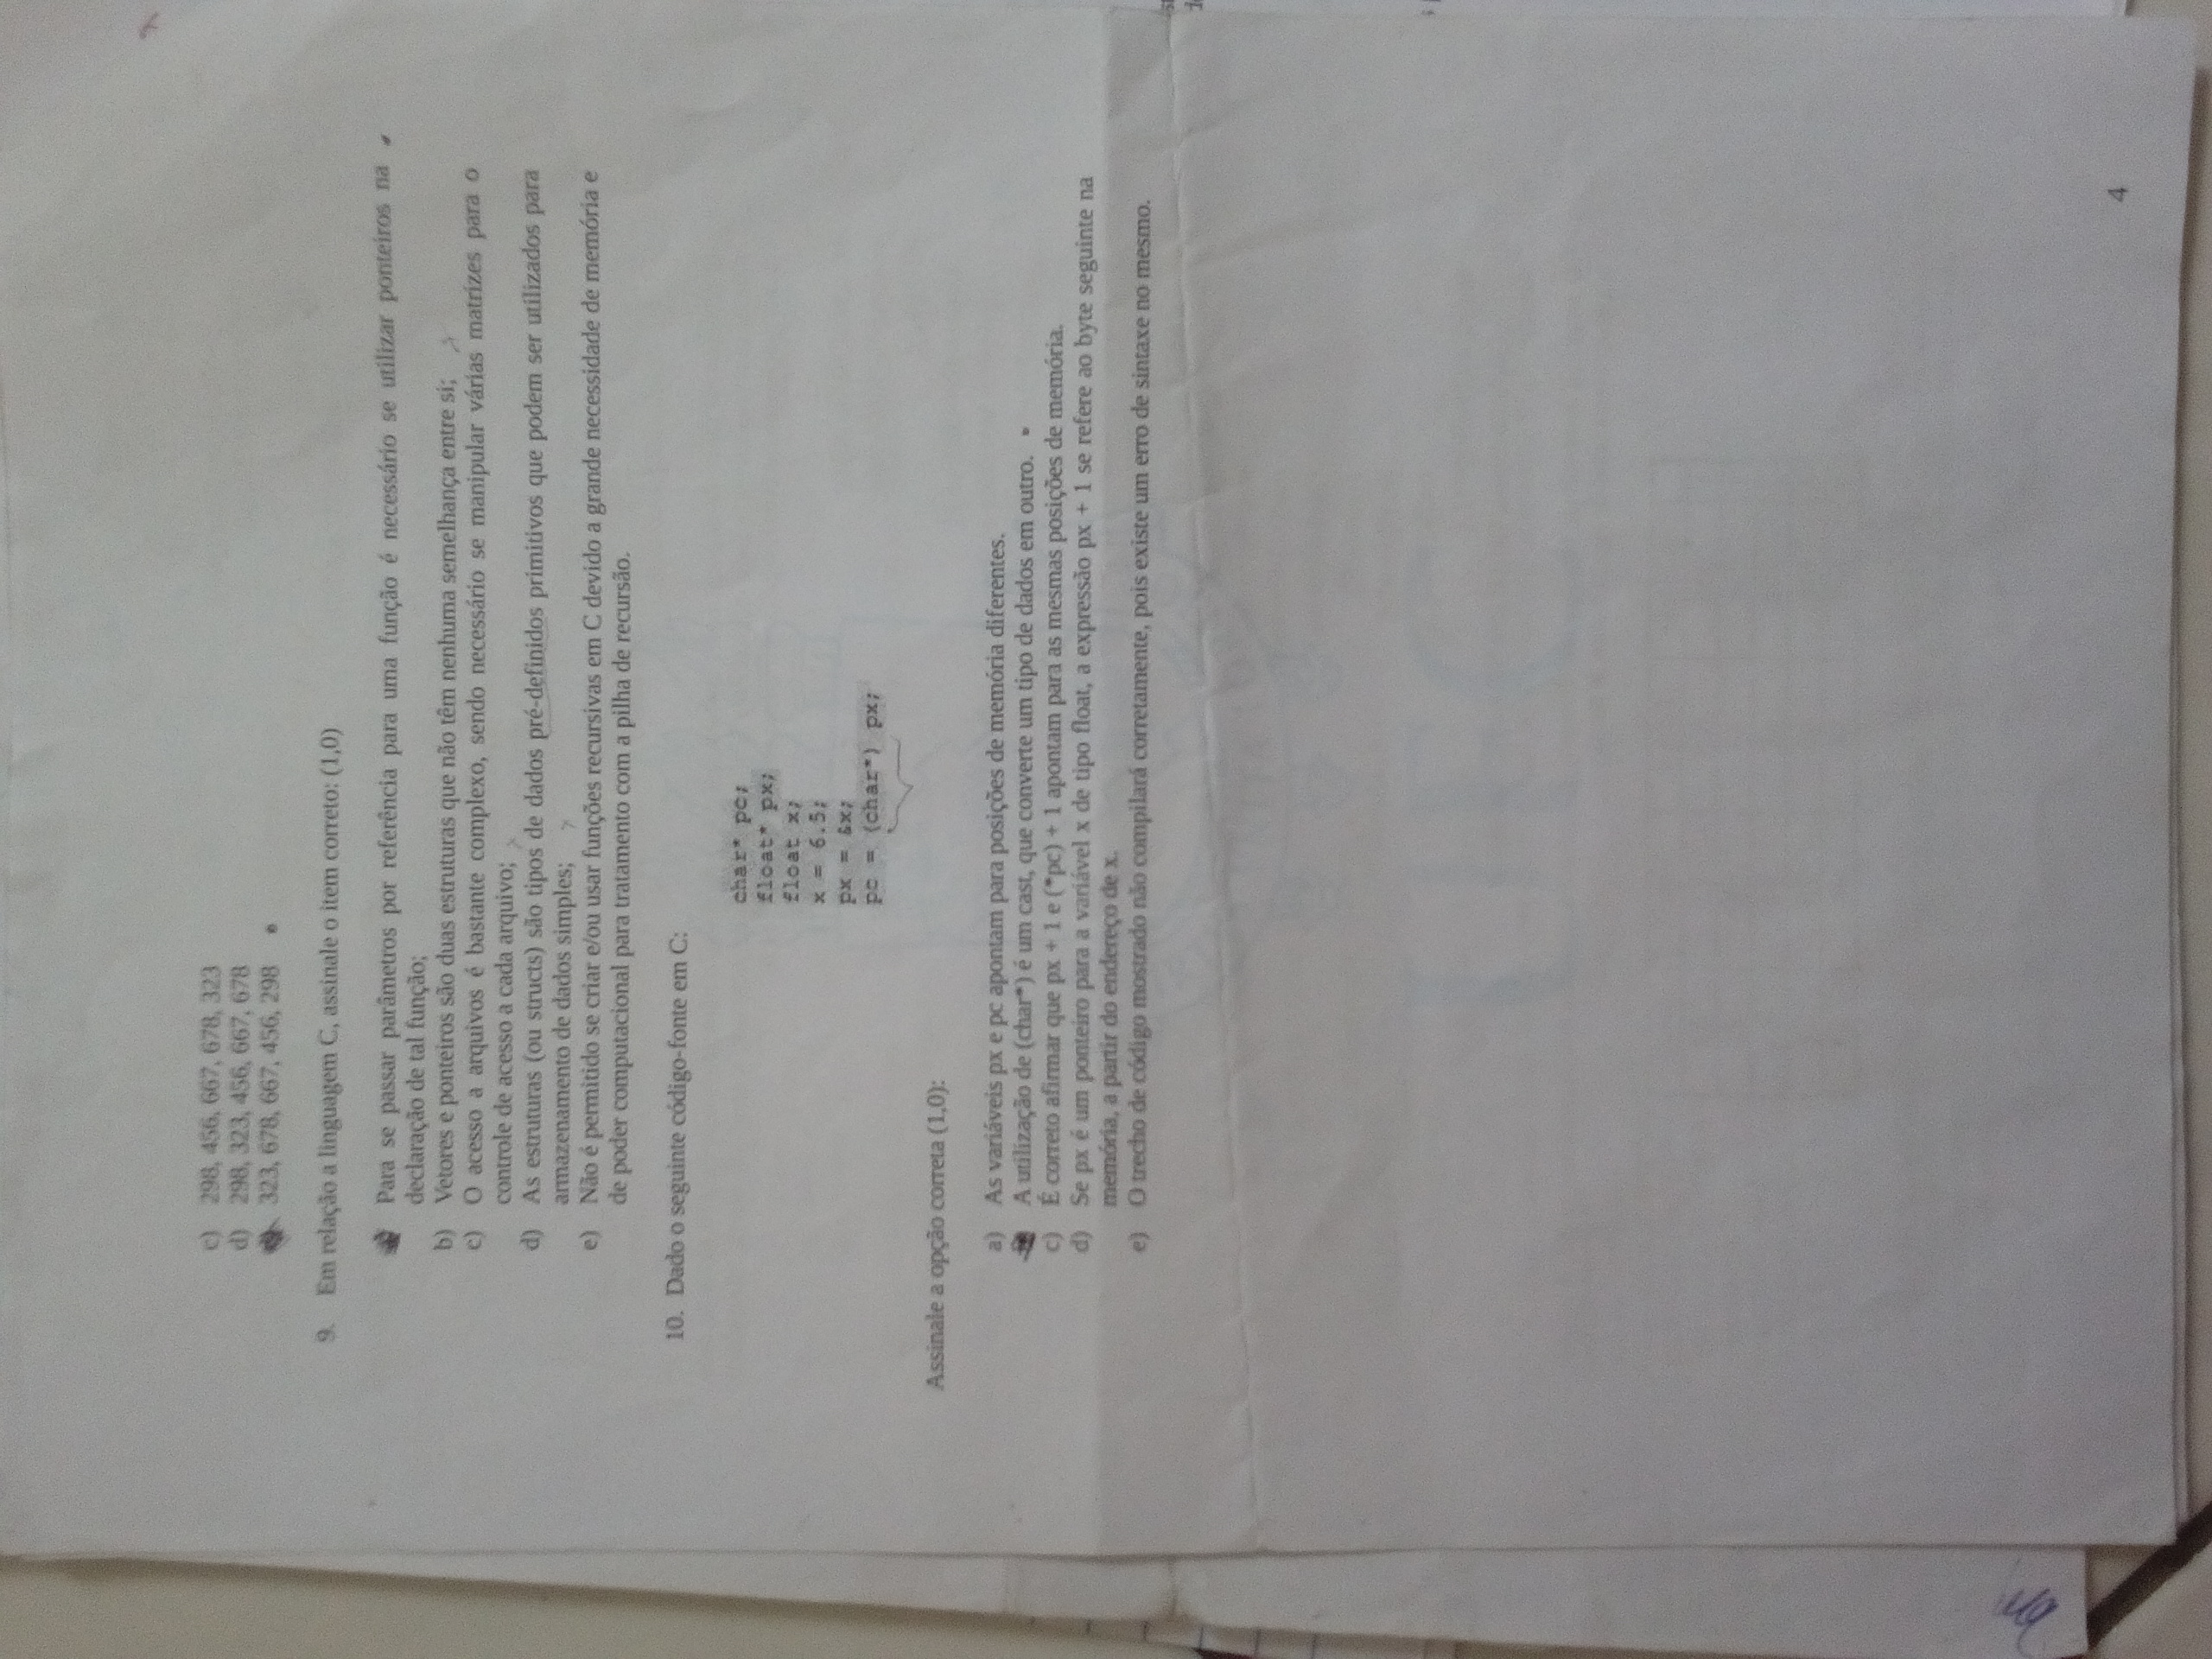 c) 298, 456, 667, 678, 323
d) 298, 323, 456, 667, 678
323, 678, 667, 456, 298
9. Em relação a linguagem C, assinale o item correto: (1,0)
Para se passar parâmetros por referência para uma função é necessário se utilizar ponteiros na
declaração de tal função;
b) Vetores e ponteiros são duas estruturas que não têm nenhuma semelhança entre si;
c) O acesso a arquivos é bastante complexo, sendo necessário se manipular várias matrizes para o
controle de acesso a cada arquivo;
d) As estruturas (ou structs) são tipos de dados pré-definidos primitivos que podem ser utilizados para
armazenamento de dados simples;
e) Não é permitido se criar e/ou usar funções recursivas em C devido a grande necessidade de memória e
de poder computacional para tratamento com a pilha de recursão.
10. Dado o seguinte código-fonte em C:
char* pc;
float* px;
float x;
x = 6.5;
px = &x;
pc = (char*) px;
Assinale a opção correta (1,0):
a) As variáveis px e pc apontam para posições de memória diferentes.
A utilização de (char*) é um cast, que converte um tipo de dados em outro.
c) É correto afirmar que px + 1 e (*pc) + 1 apontam para as mesmas posições de memória.
d) Se px é um ponteiro para a variável x de tipo float, a expressão px + 1 se refere ao byte seguinte na
memória, a partir do endereço de x.
e) O trecho de código mostrado não compilará corretamente, pois existe um erro de sintaxe no mesmo.
4